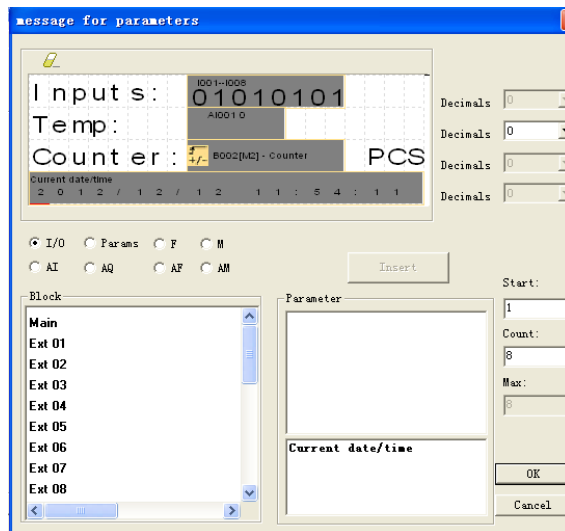 message for parameters
I001--I008
Inputs: 01010101
AI001 0
Temp:
Counter: +/- B002[M2] - Counter PCS
Current date/time
2012/12/12 11:54:11
Decimals 0
Decimals 0
Decimals 0
Decimals 0
I/O Params F M
AI AQ AF AM
Insert
Block
Main
Ext 01
Ext 02
Ext 03
Ext 04
Ext 05
Ext 06
Ext 07
Ext 08
Parameter
Current date/time
Start:
1
Count:
8
Max:
8
OK
Cancel